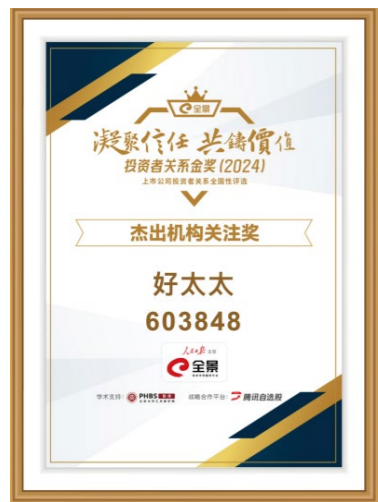 全景
凝聚信任 共鑄價值
投资者关系金奖(2024)
上市公司投资者关系全国性评选
杰出机构关注奖
好太太
603848
人民日报 主管
全景
学术支持: PHBS 战略合作平台: 腾讯自选股